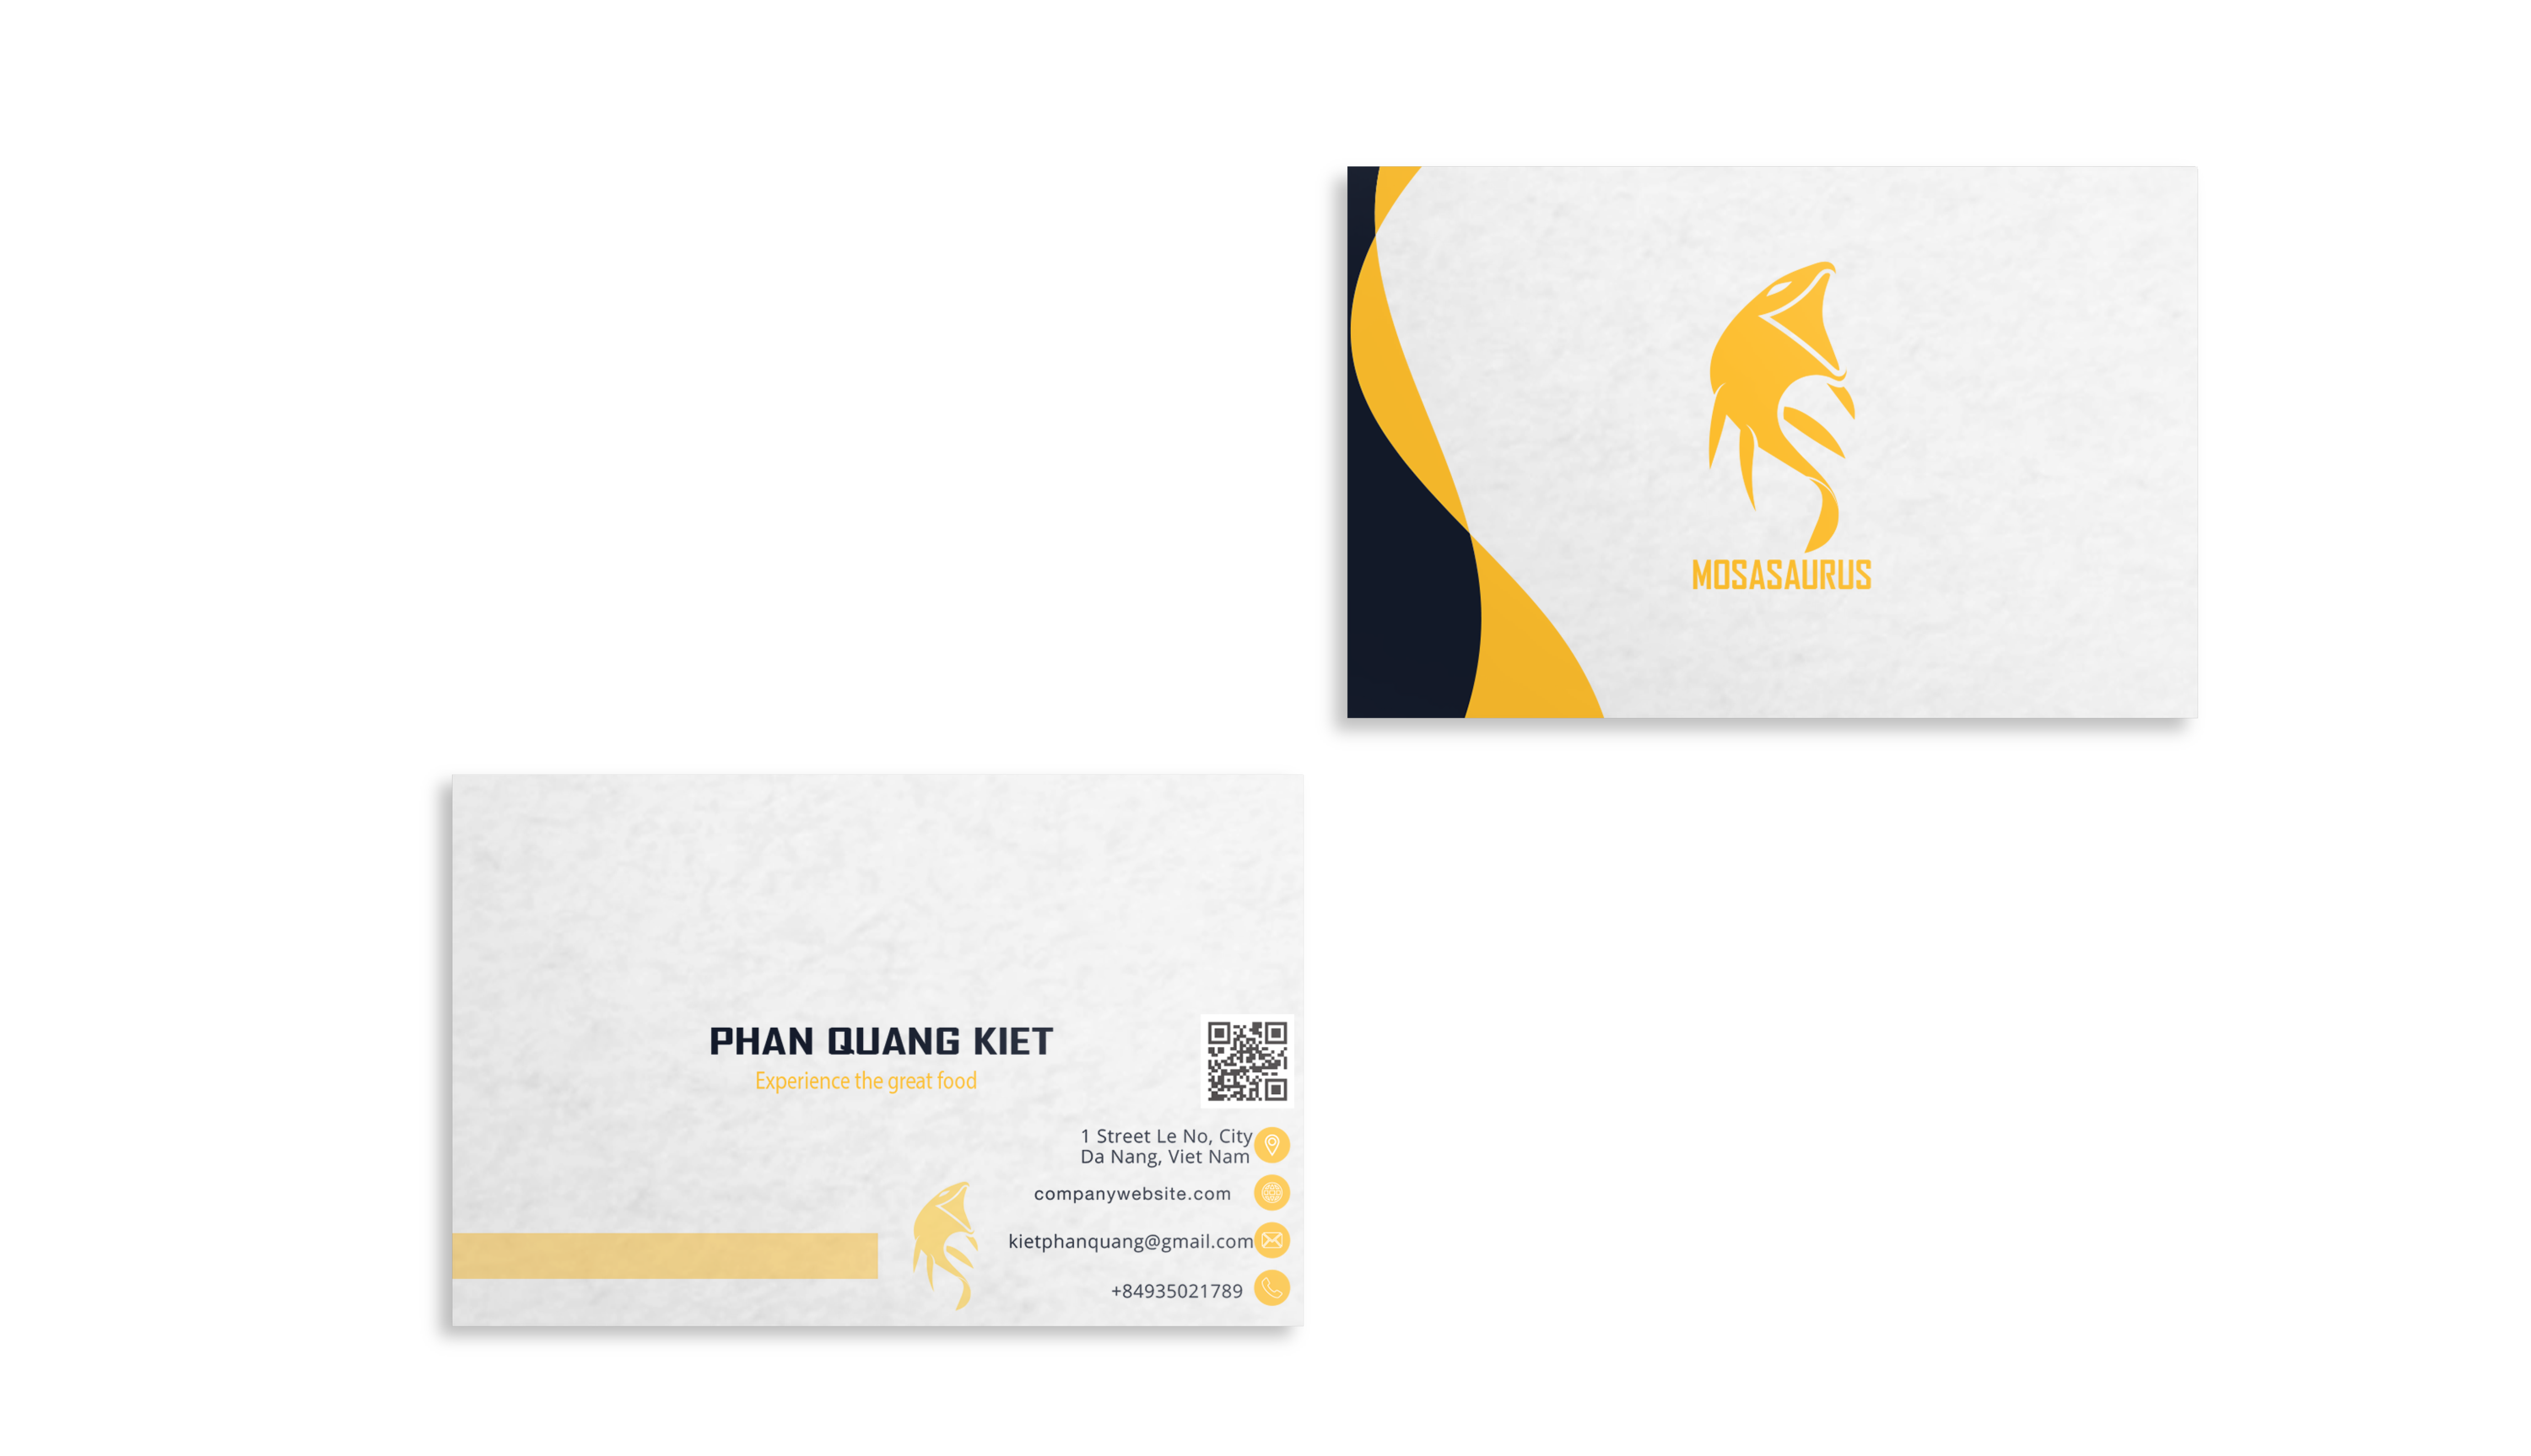 MOSASAURUS
PHAN QUANG KIET
Experience the great food
1 Street Le No, City
Da Nang, Viet Nam
companywebsite.com
kietphanquang@gmail.com
+84935021789